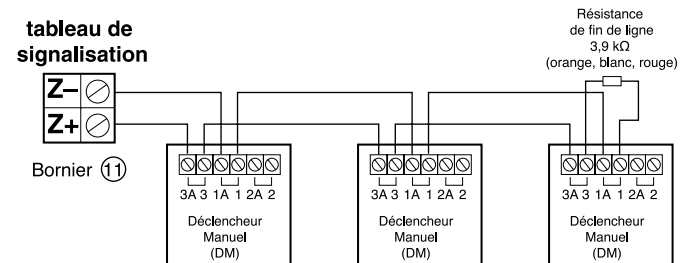 tableau de
signalisation
Z–
Z+
Bornier 11
Résistance
de fin de ligne
3,9 kΩ
(orange, blanc, rouge)
3A 3 1A 1 2A 2
Déclencheur
Manuel
(DM)
3A 3 1A 1 2A 2
Déclencheur
Manuel
(DM)
3A 3 1A 1 2A 2
Déclencheur
Manuel
(DM)